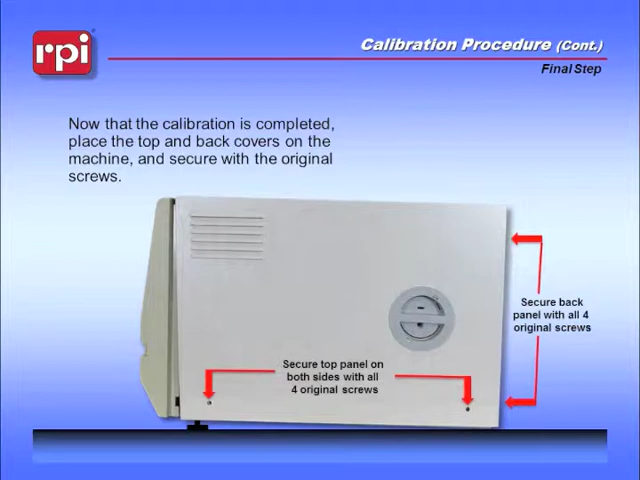 rpi
Calibration Procedure (Cont.)
Final Step
Now that the calibration is completed,
place the top and back covers on the
machine, and secure with the original
screws.
Secure back
panel with all 4
original screws
Secure top panel on
both sides with all
4 original screws